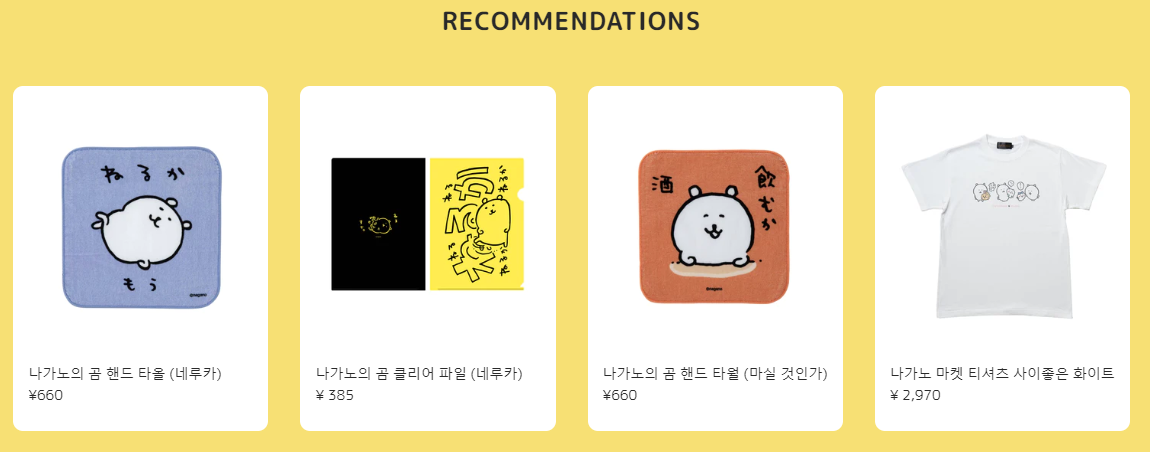 RECOMMENDATIONS
ねるか
もう
©nagano
酒
飲むか
나가노의 곰 핸드 타올 (네루카)
¥660
나가노의 곰 클리어 파일 (네루카)
¥ 385
나가노의 곰 핸드 타월 (마실 것인가)
¥660
나가노 마켓 티셔츠 사이좋은 화이트
¥ 2,970